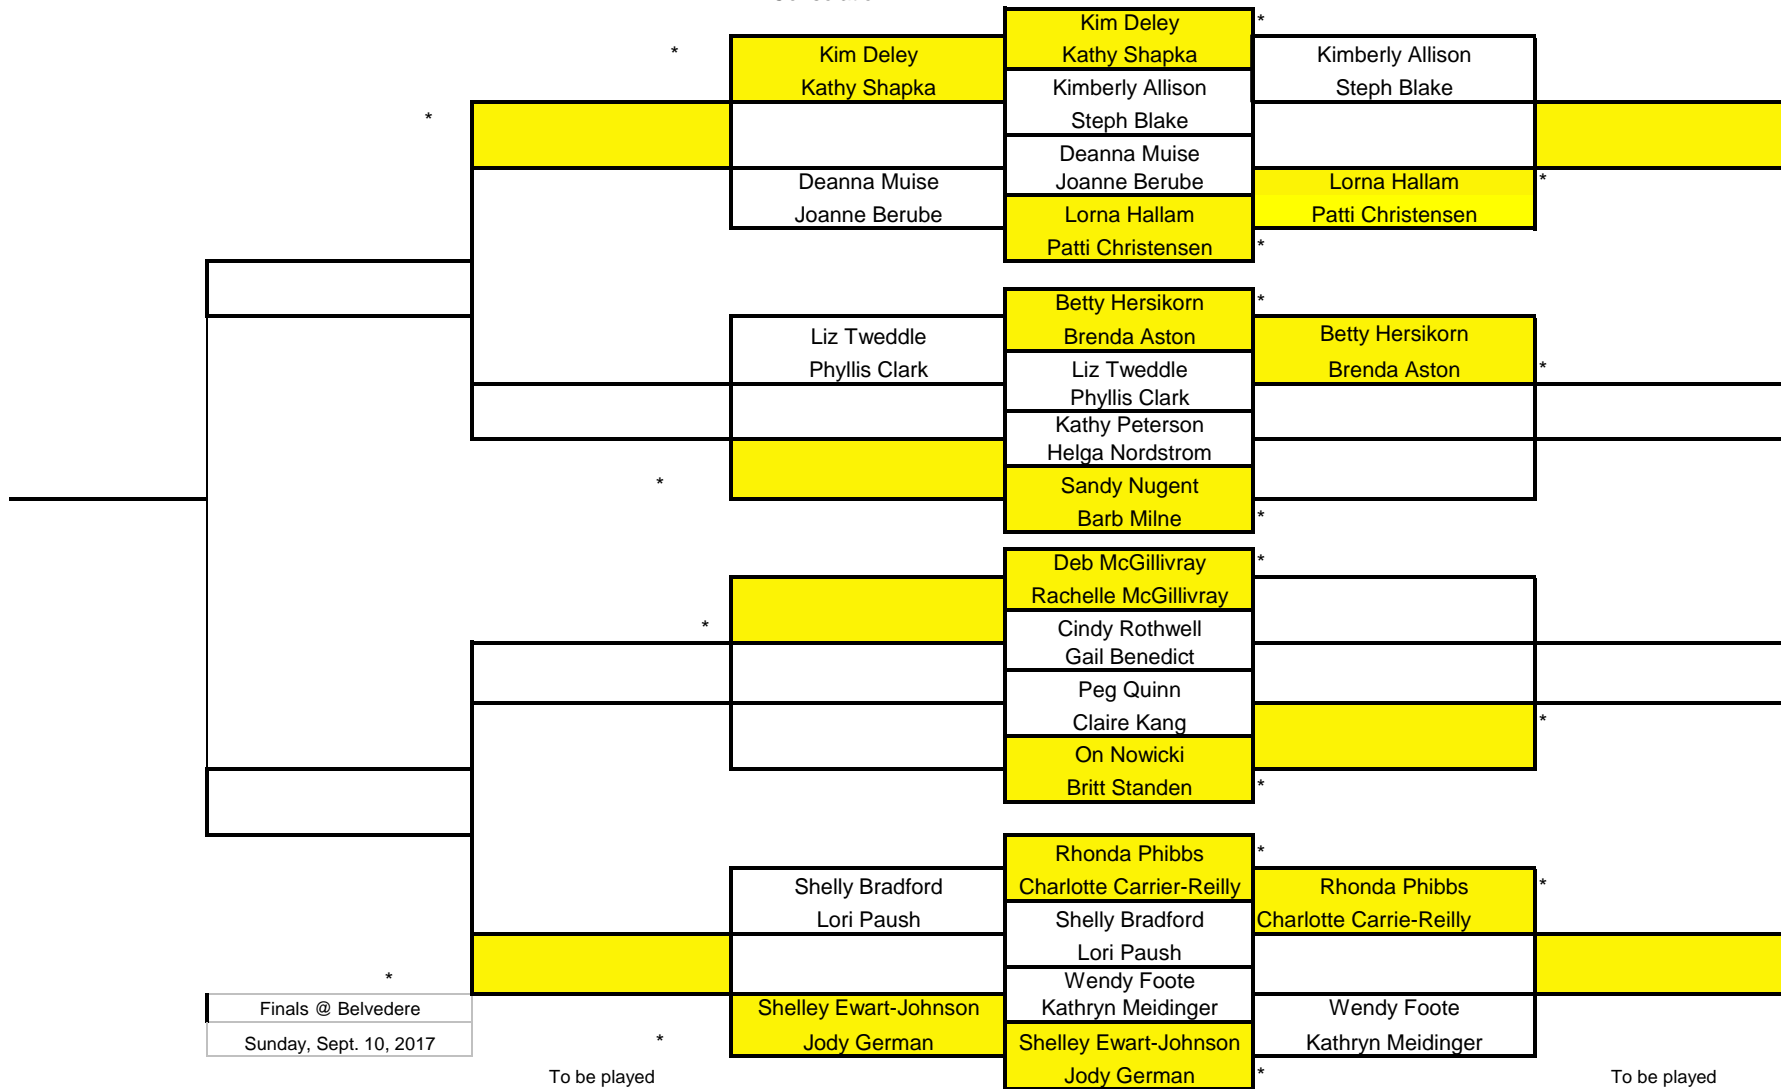 Kim Deley *
* Kim Deley Kathy Shapka Kimberly Allison
Kathy Shapka Kimberly Allison Steph Blake
* Steph Blake
Deanna Muise
Deanna Muise Joanne Berube Lorna Hallam *
Joanne Berube Lorna Hallam Patti Christensen
Patti Christensen *
Betty Hersikorn *
Liz Tweddle Brenda Aston Betty Hersikorn
Phyllis Clark Liz Tweddle Brenda Aston *
Phyllis Clark
Kathy Peterson
Helga Nordstrom
* Sandy Nugent
Barb Milne *
Deb McGillivray *
Rachelle McGillivray
* Cindy Rothwell
Gail Benedict
Peg Quinn
Claire Kang *
On Nowicki
Britt Standen *
Rhonda Phibbs *
Shelly Bradford Charlotte Carrier-Reilly Rhonda Phibbs *
Lori Paush Shelly Bradford Charlotte Carrie-Reilly
Lori Paush
* Wendy Foote
Finals @ Belvedere Shelley Ewart-Johnson Kathryn Meidinger Wendy Foote
Sunday, Sept. 10, 2017 * Jody German Shelley Ewart-Johnson Kathryn Meidinger
To be played Jody German * To be played